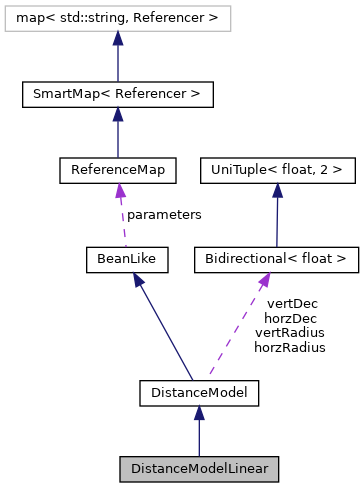 map< std::string, Referencer >
SmartMap< Referencer >
ReferenceMap
UniTuple< float, 2 >
parameters
BeanLike
Bidirectional< float >
vertDec
horzDec
vertRadius
horzRadius
DistanceModel
DistanceModelLinear